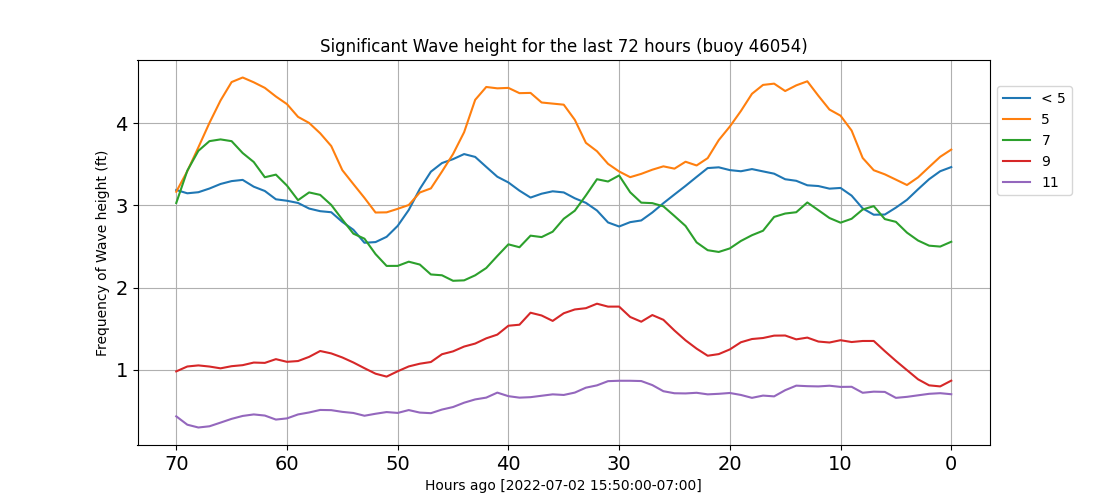 Significant Wave height for the last 72 hours (buoy 46054)
Frequency of Wave height (ft)
4
3
2
1
< 5
5
7
9
11
70 60 50 40 30 20 10 0
Hours ago [2022-07-02 15:50:00-07:00]